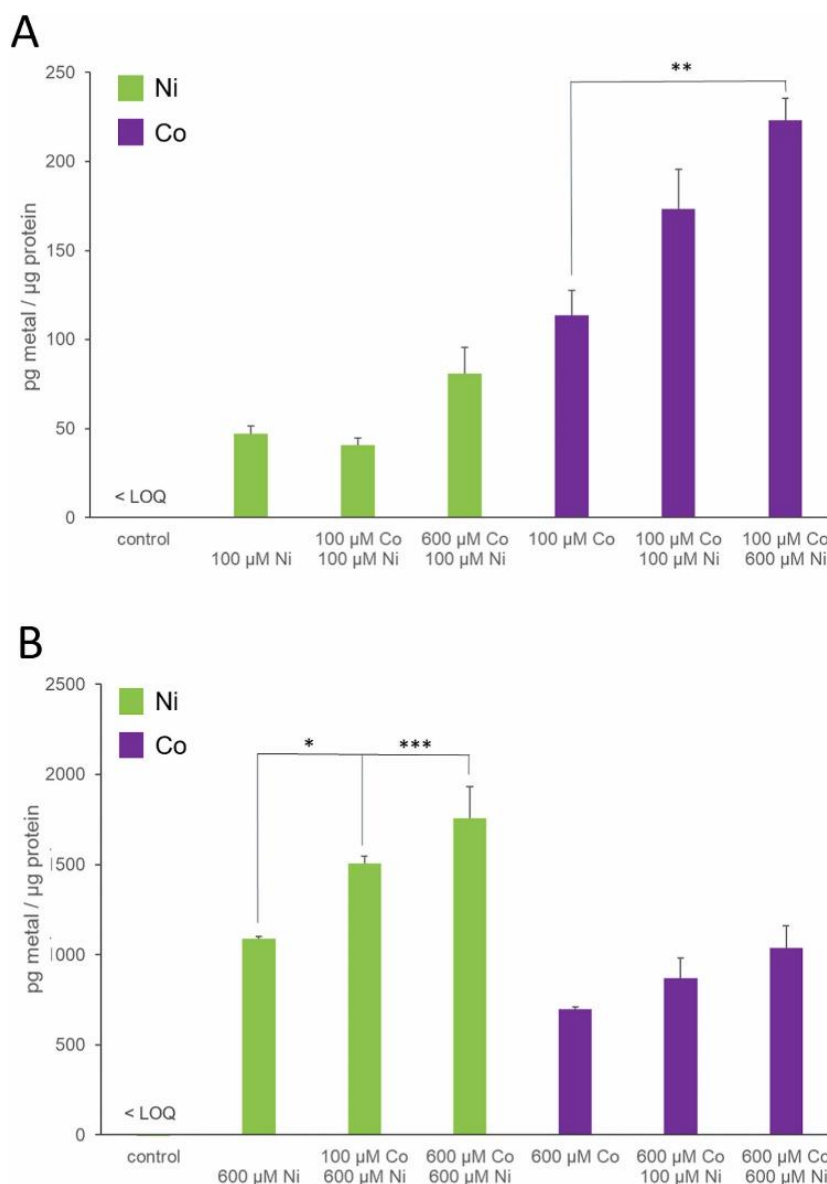 A
250
200
150
100
50
0
pg metal / µg protein
Ni
Co
**
< LOQ
control
100 µM Ni
100 µM Co
100 µM Ni
600 µM Co
100 µM Ni
100 µM Co
100 µM Co
100 µM Ni
100 µM Co
600 µM Ni
B
2500
2000
1500
1000
500
0
pg metal / µg protein
Ni
Co
*
***
< LOQ
control
600 µM Ni
100 µM Co
600 µM Ni
600 µM Co
600 µM Ni
600 µM Co
600 µM Co
100 µM Ni
600 µM Co
600 µM Ni